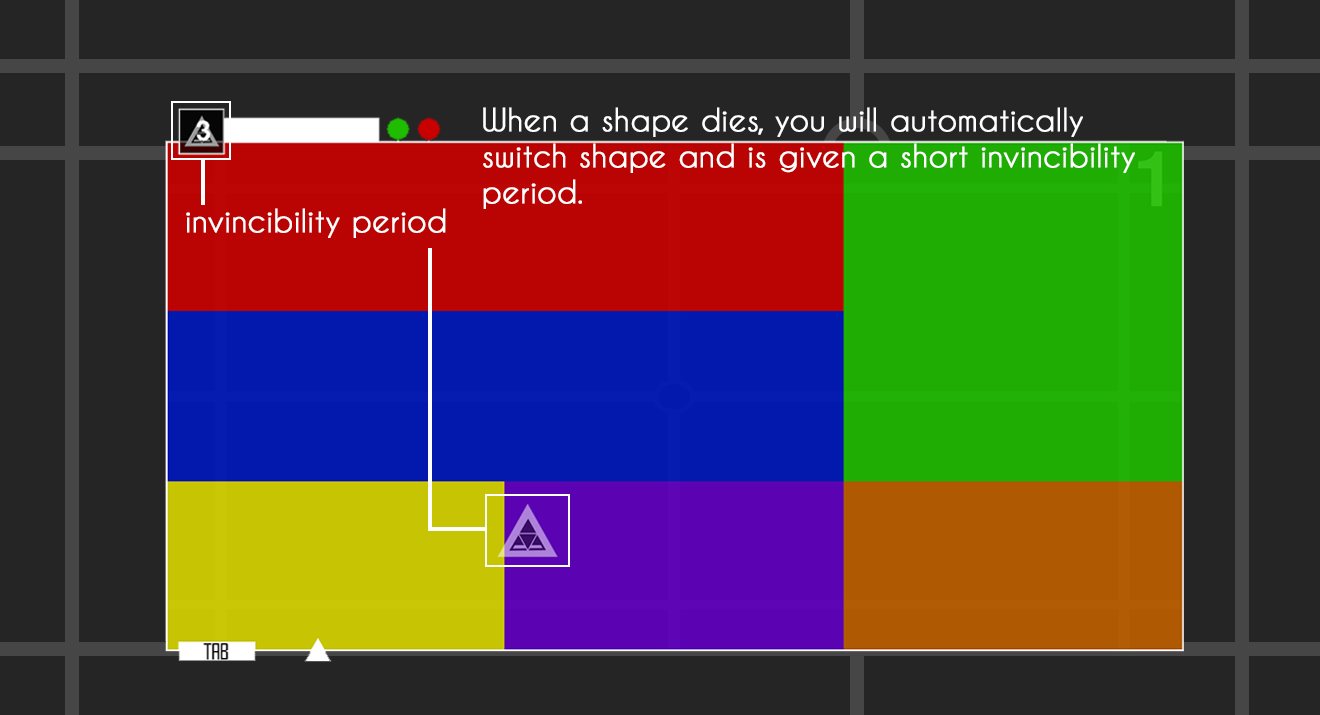 3
When a shape dies, you will automatically
switch shape and is given a short invincibility
period.
1
invincibility period
TAB